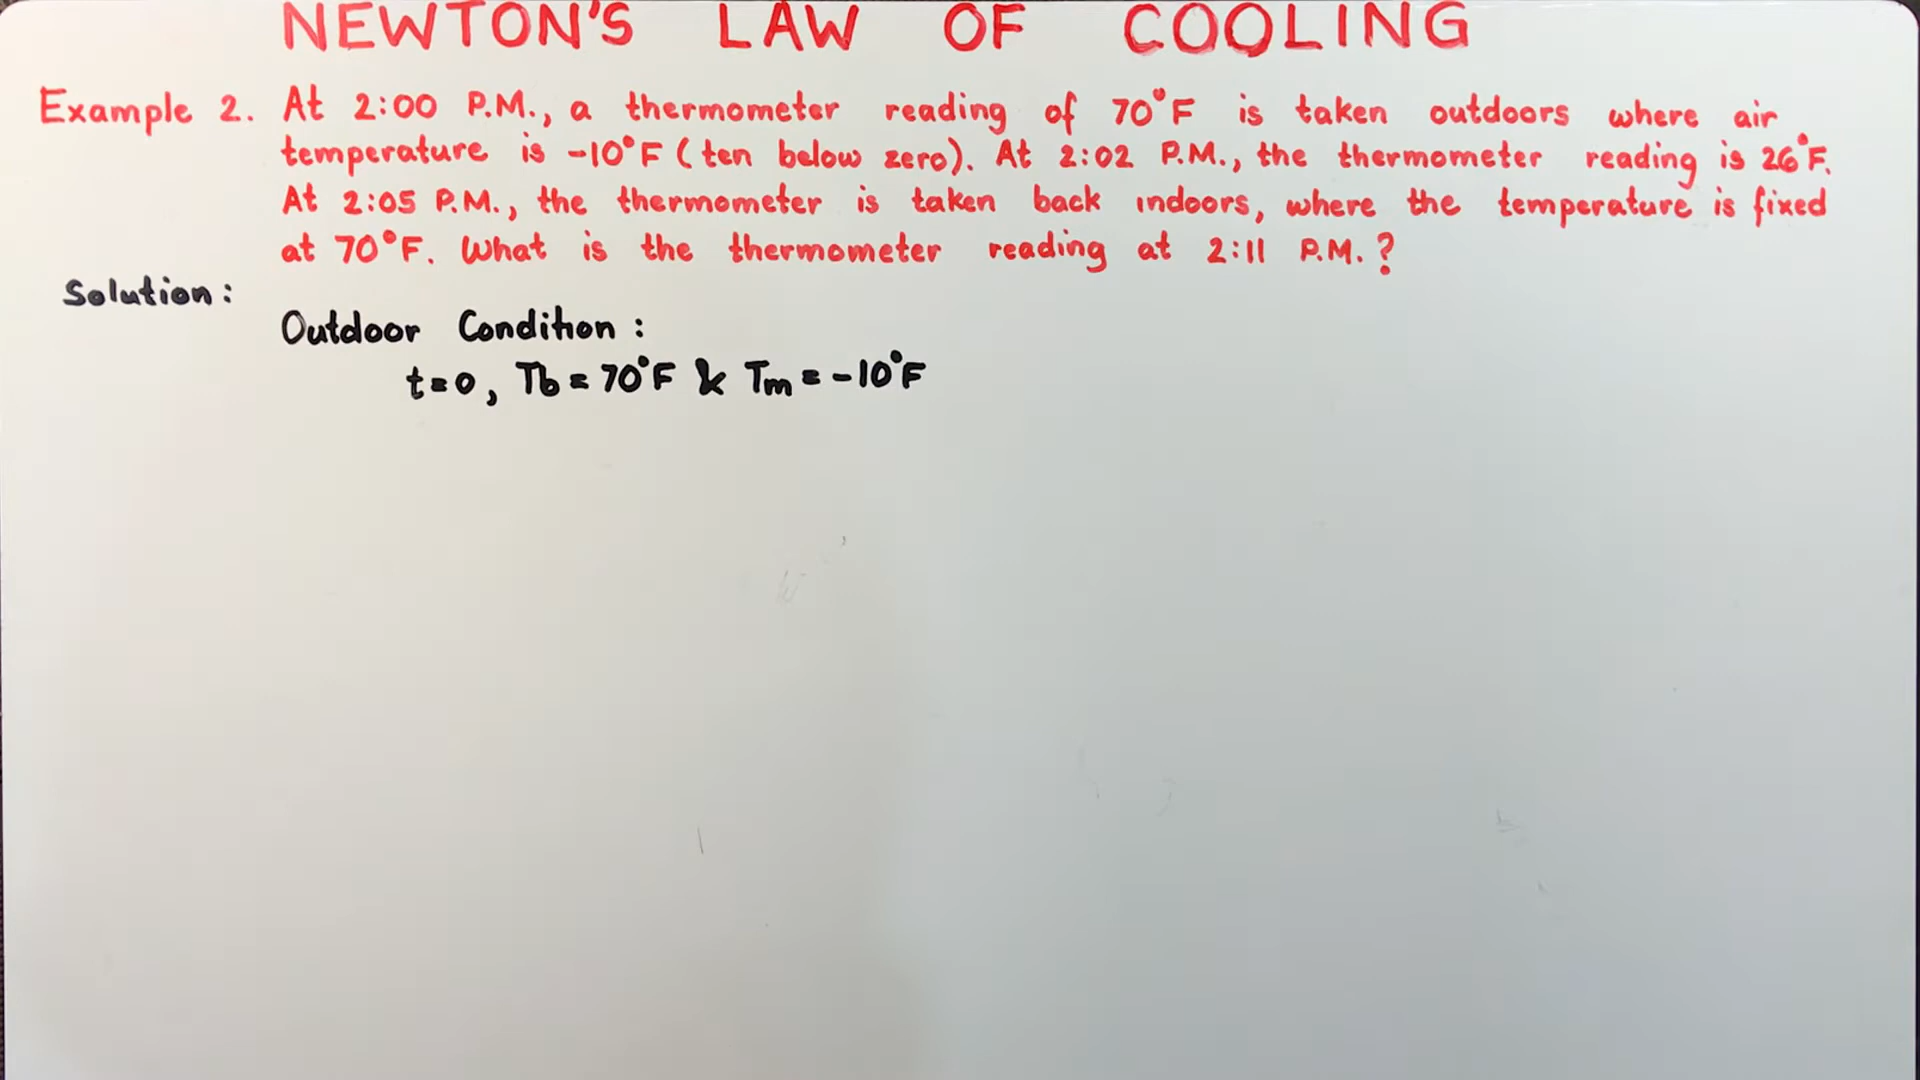 NEWTON'S LAW OF COOLING
Example 2. At 2:00 P.M., a thermometer reading of 70°F is taken outdoors where air
temperature is -10°F (ten below zero). At 2:02 P.M., the thermometer reading is 26°F.
At 2:05 P.M., the thermometer is taken back indoors, where the temperature is fixed
at 70°F. What is the thermometer reading at 2:11 P.M.?
Solution:
Outdoor Condition:
t=0, Tb = 70°F & Tm = -10°F